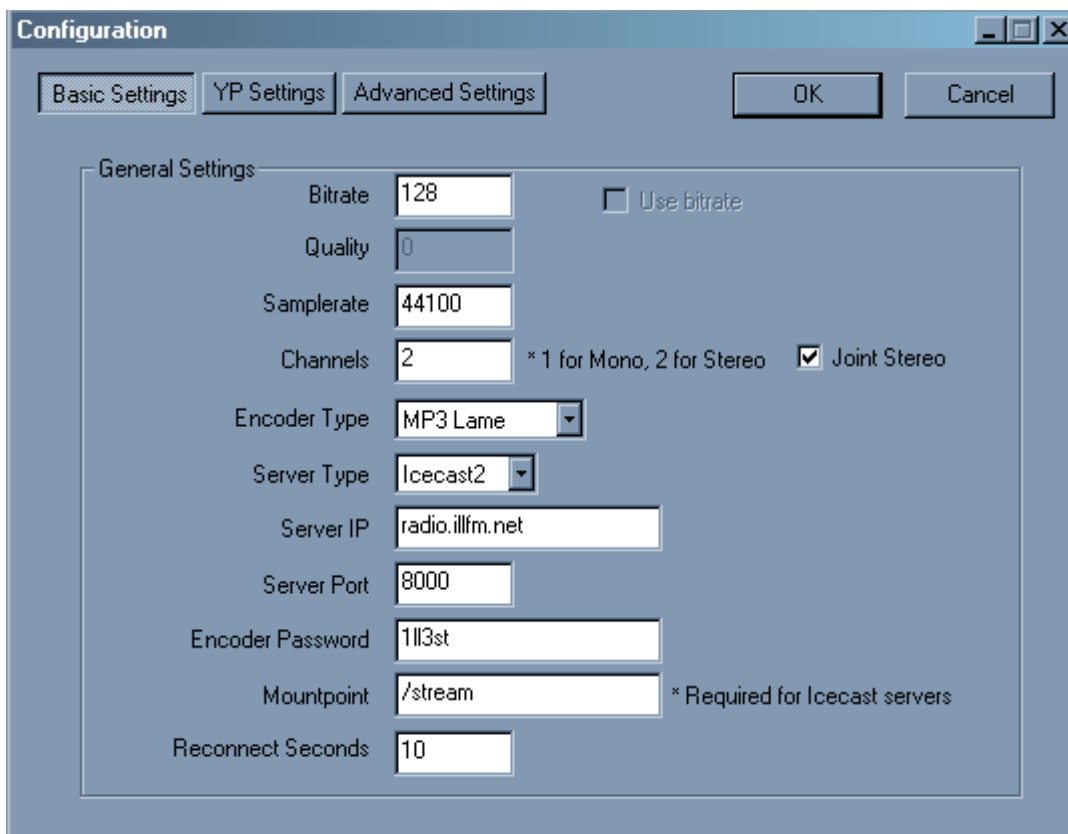 Configuration
Basic Settings YP Settings Advanced Settings OK Cancel
General Settings
Bitrate 128 Use bitrate
Quality 0
Samplerate 44100
Channels 2 * 1 for Mono, 2 for Stereo Joint Stereo
Encoder Type MP3 Lame
Server Type Icecast2
Server IP radio.illfm.net
Server Port 8000
Encoder Password 1ll3st
Mountpoint /stream * Required for Icecast servers
Reconnect Seconds 10